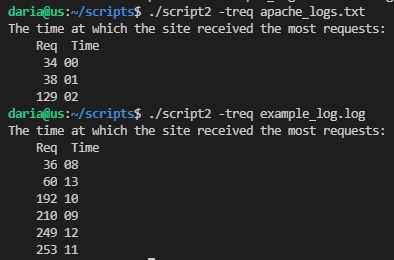 daria@us:~/scripts$ ./script2 -treq apache_logs.txt
The time at which the site received the most requests:
Req Time
34 00
38 01
129 02
daria@us:~/scripts$ ./script2 -treq example_log.log
The time at which the site received the most requests:
Req Time
36 08
60 13
192 10
210 09
249 12
253 11